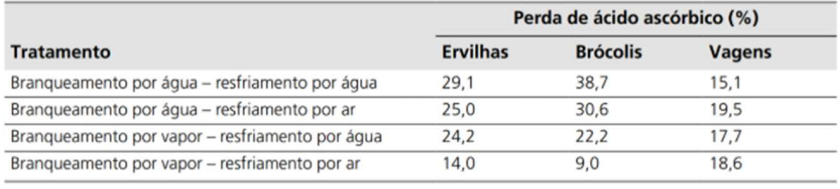 Perda de ácido ascórbico (%)
Tratamento Ervilhas Brócolis Vagens
Branqueamento por água – resfriamento por água 29,1 38,7 15,1
Branqueamento por água – resfriamento por ar 25,0 30,6 19,5
Branqueamento por vapor – resfriamento por água 24,2 22,2 17,7
Branqueamento por vapor – resfriamento por ar 14,0 9,0 18,6